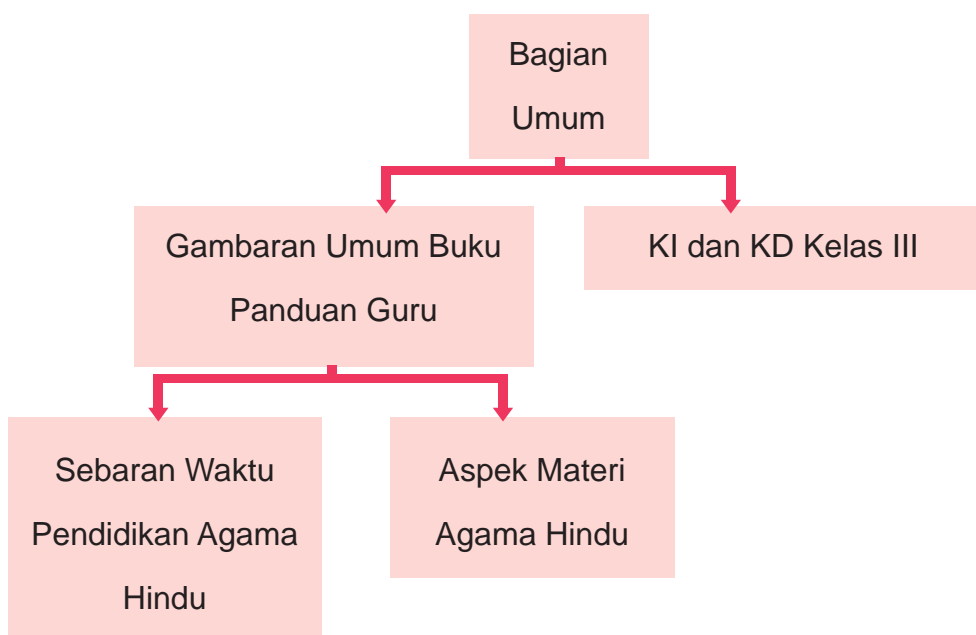 Bagian
Umum
Gambaran Umum Buku
Panduan Guru
KI dan KD Kelas III
Sebaran Waktu
Pendidikan Agama
Hindu
Aspek Materi
Agama Hindu